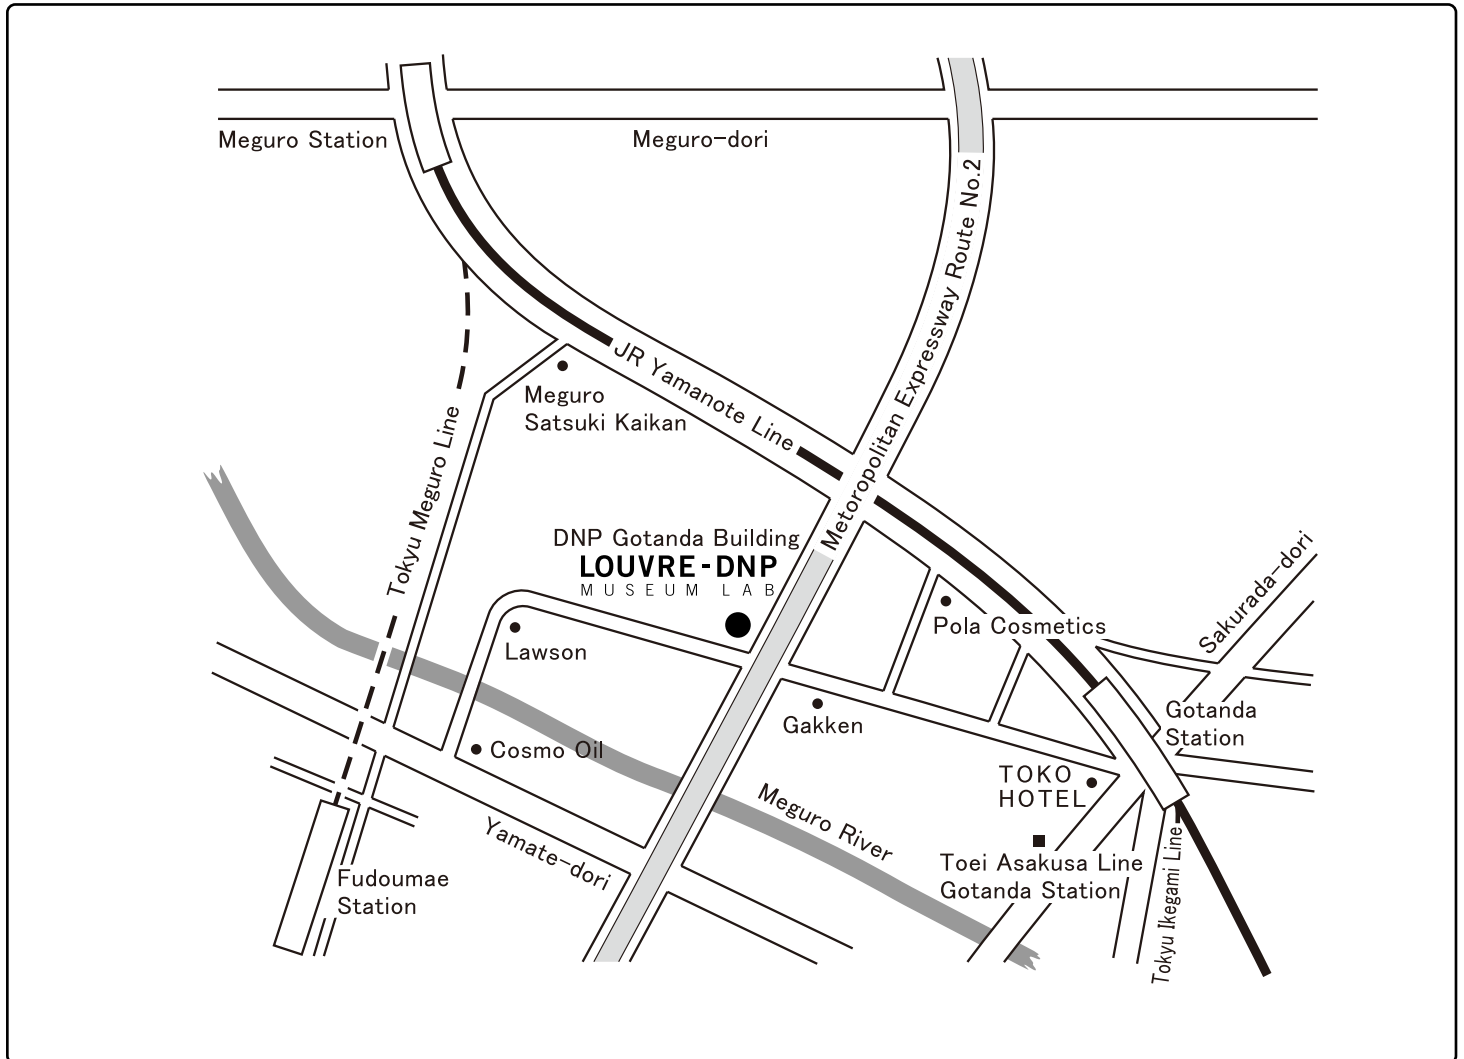 Meguro Station
Meguro-dori
Metoropolitan Expressway Route No.2
JR Yamanote Line
Meguro
Satsuki Kaikan
Tokyu Meguro Line
DNP Gotanda Building
LOUVRE-DNP
MUSEUM LAB
Sakurada-dori
Pola Cosmetics
Lawson
Gakken
Gotanda
Station
Cosmo Oil
TOKO
HOTEL
Meguro River
Yamate-dori
Toei Asakusa Line
Gotanda Station
Fudoumae
Station
Tokyu Ikegami Line